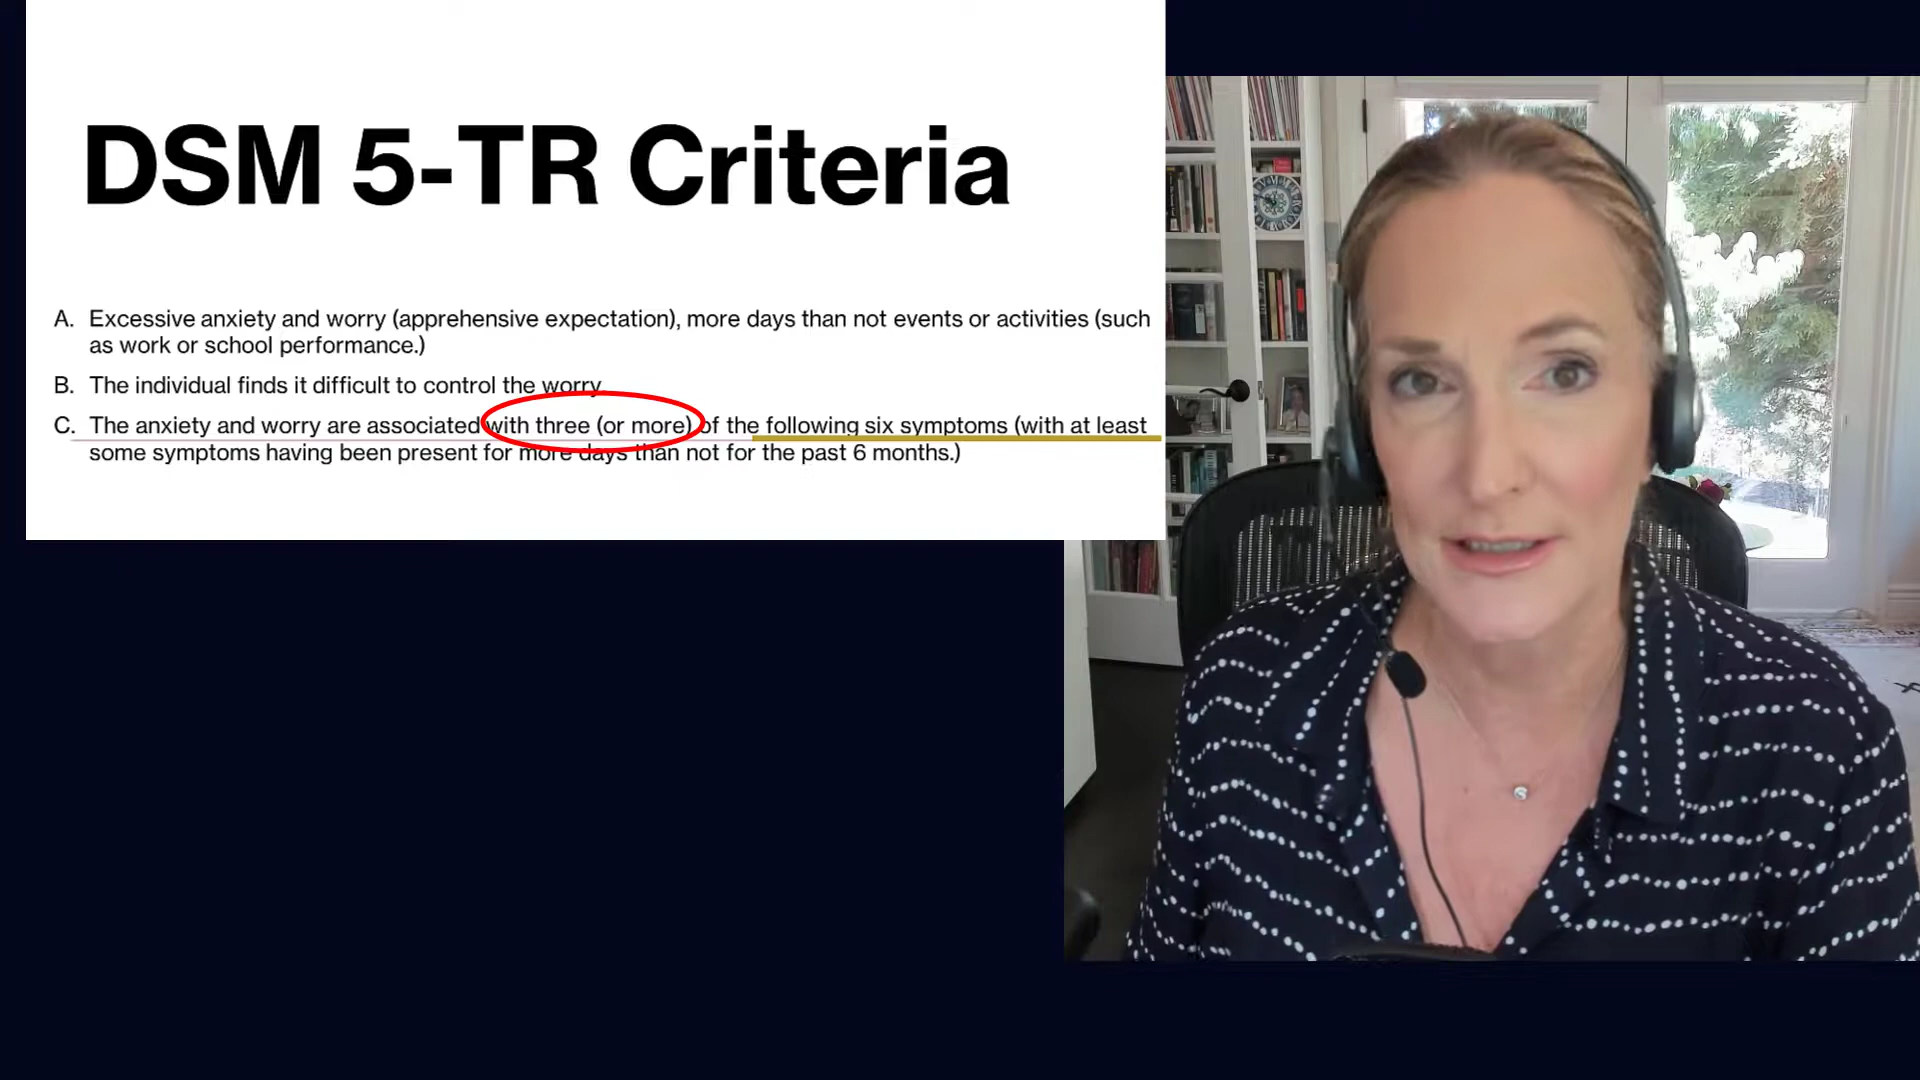 DSM 5-TR Criteria
A. Excessive anxiety and worry (apprehensive expectation), more days than not events or activities (such
as work or school performance.)
B. The individual finds it difficult to control the worry
C. The anxiety and worry are associated with three (or more) of the following six symptoms (with at least
some symptoms having been present for more days than not for the past 6 months.)